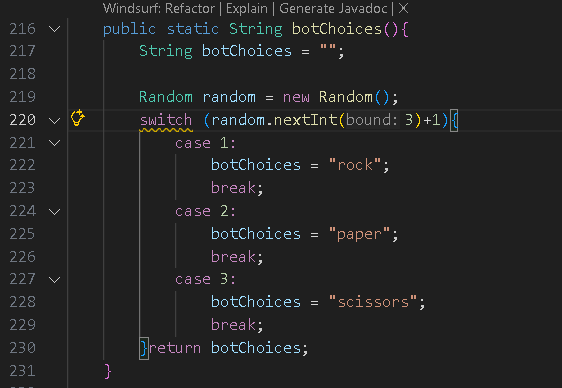 Windsurf: Refactor | Explain | Generate Javadoc | ×
216 public static String botChoices(){
217 String botChoices = "";
218
219 Random random = new Random();
220 switch (random.nextInt(bound: 3)+1){
221 case 1:
222 botChoices = "rock";
223 break;
224 case 2:
225 botChoices = "paper";
226 break;
227 case 3:
228 botChoices = "scissors";
229 break;
230 }return botChoices;
231 }